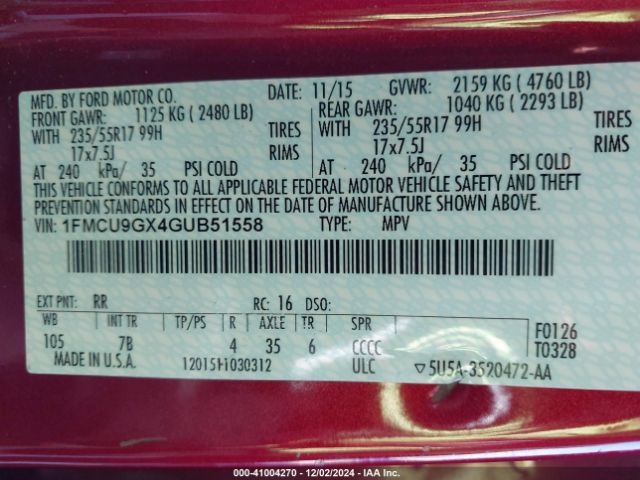 MFD. BY FORD MOTOR CO. DATE: 11/15 GVWR: 2159 KG ( 4760 LB)
FRONT GAWR: 1125 KG ( 2480 LB) REAR GAWR: 1040 KG ( 2293 LB)
WITH 235/55R17 99H TIRES WITH 235/55R17 99H TIRES
17x7.5J RIMS 17x7.5J RIMS
AT 240 kPa/ 35 PSI COLD AT 240 kPa/ 35 PSI COLD
THIS VEHICLE CONFORMS TO ALL APPLICABLE FEDERAL MOTOR VEHICLE SAFETY AND THEFT
PREVENTION STANDARDS IN EFFECT ON THE DATE OF MANUFACTURE SHOWN ABOVE.
VIN: 1FMCU9GX4GUB51558 TYPE: MPV
EXT PNT: RR RC: 16 DSO:
WB INT TR TP/PS R AXLE TR SPR F0126
105 7B 4 35 6 CCCC T0328
MADE IN U.S.A. 12015H1030312 ULC ▽5U5A-3520472-AA
000-41004270 - 12/02/2024 - IAA Inc.